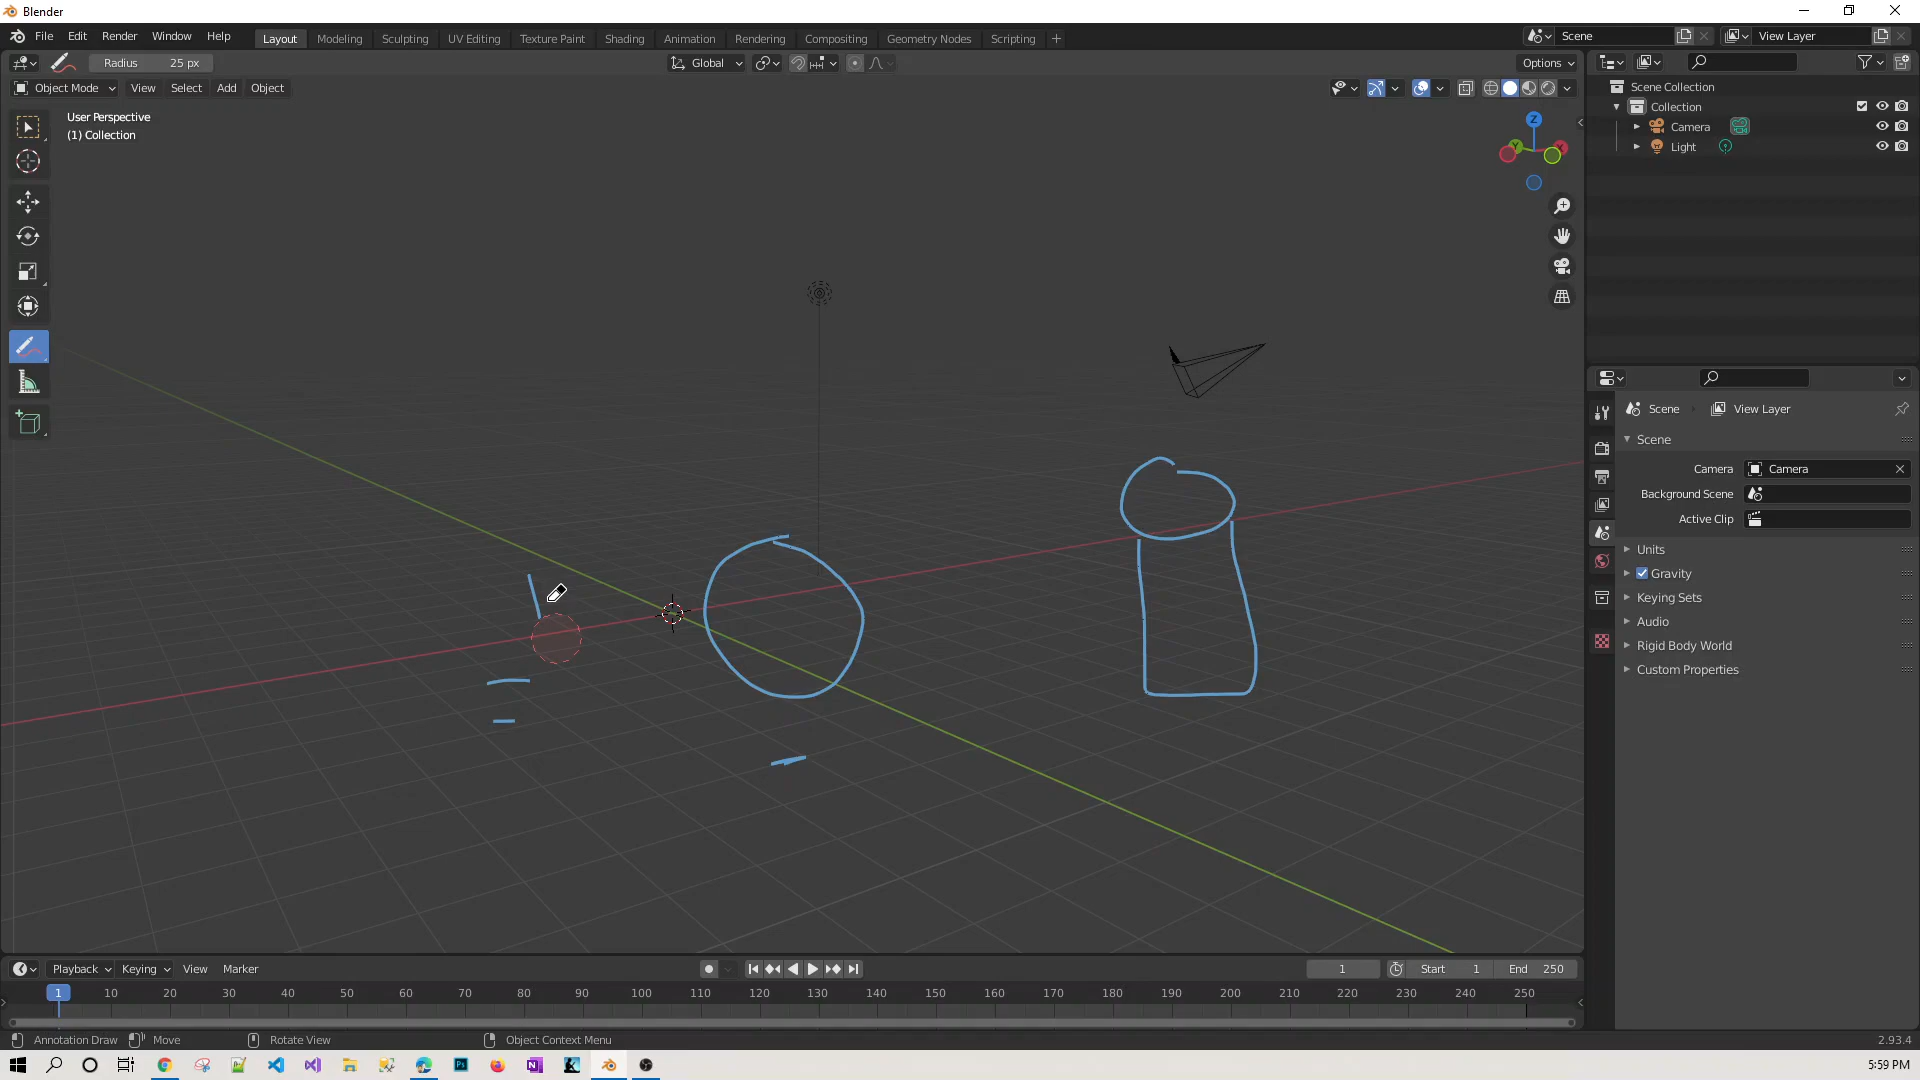 Blender
File Edit Render Window Help Layout Modeling Sculpting UV Editing Texture Paint Shading Animation Rendering Compositing Geometry Nodes Scripting + Scene View Layer
Radius 25 px Global Options
Object Mode View Select Add Object
User Perspective
(1) Collection
Z
Y X
Scene Collection
Collection
Camera
Light
Scene View Layer
Scene
Camera Camera
Background Scene
Active Clip
Units
Gravity
Keying Sets
Audio
Rigid Body World
Custom Properties
Playback Keying View Marker 1 Start 1 End 250
1 10 20 30 40 50 60 70 80 90 100 110 120 130 140 150 160 170 180 190 200 210 220 230 240 250
Annotation Draw Move Rotate View Object Context Menu 2.93.4
Ps N 5:59 PM